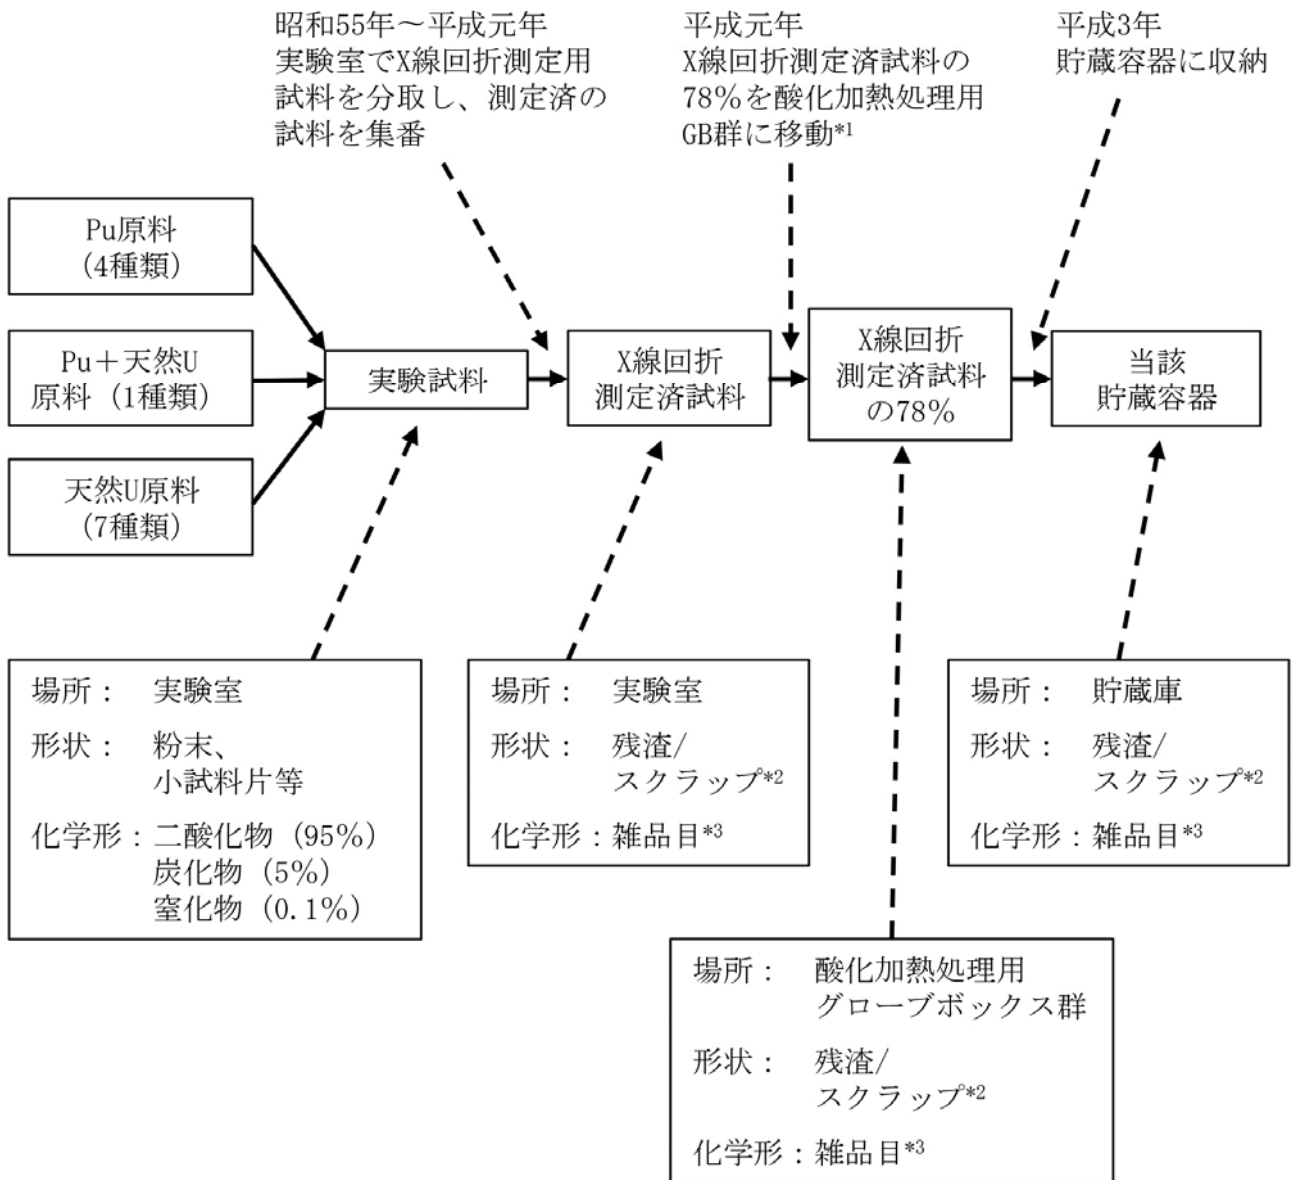 昭和55年～平成元年
実験室でX線回折測定用
試料を分取し、測定済の
試料を集番
平成元年
X線回折測定済試料の
78%を酸化加熱処理用
GB群に移動*1
平成3年
貯蔵容器に収納
Pu原料
(4種類)
Pu＋天然U
原料 (1種類)
天然U原料
(7種類)
実験試料
X線回折
測定済試料
X線回折
測定済試料
の78%
当該
貯蔵容器
場所： 実験室
形状： 粉末、
小試料片等
化学形：二酸化物 (95%)
炭化物 (5%)
窒化物 (0.1%)
場所： 実験室
形状： 残渣/
スクラップ*2
化学形：雑品目*3
場所： 酸化加熱処理用
グローブボックス群
形状： 残渣/
スクラップ*2
化学形：雑品目*3
場所： 貯蔵庫
形状： 残渣/
スクラップ*2
化学形：雑品目*3